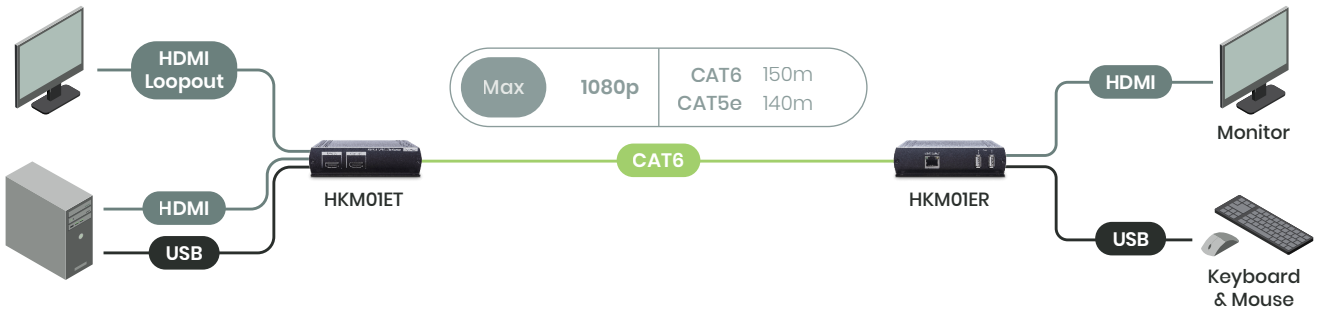 HDMI
Loopout
HDMI
USB
HKM01ET
Max 1080p CAT6 150m
CAT5e 140m
CAT6
HKM01ER
HDMI
Monitor
USB
Keyboard
& Mouse